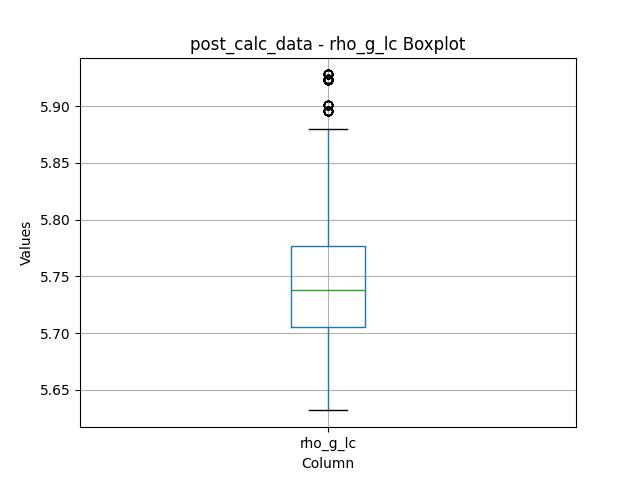 post_calc_data - rho_g_lc Boxplot
5.90
5.85
5.80
5.75
5.70
5.65
Values
rho_g_lc
Column